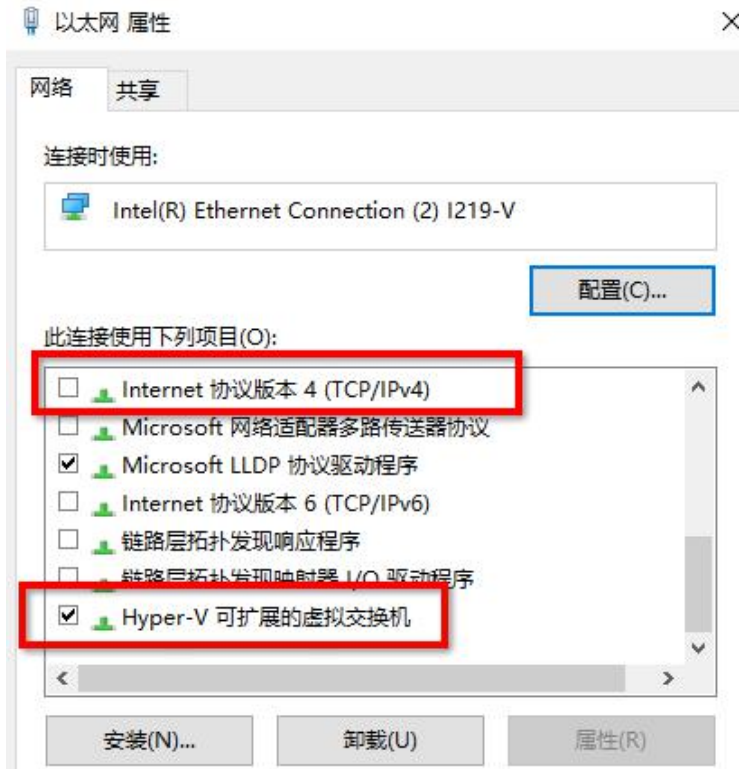 以太网 属性
网络 共享
连接时使用:
Intel(R) Ethernet Connection (2) I219-V
配置(C)...
此连接使用下列项目(O):
Internet 协议版本 4 (TCP/IPv4)
Microsoft 网络适配器多路传送器协议
Microsoft LLDP 协议驱动程序
Internet 协议版本 6 (TCP/IPv6)
链路层拓扑发现响应程序
链路层拓扑发现映射器 I/O 驱动程序
Hyper-V 可扩展的虚拟交换机
安装(N)... 卸载(U) 属性(R)